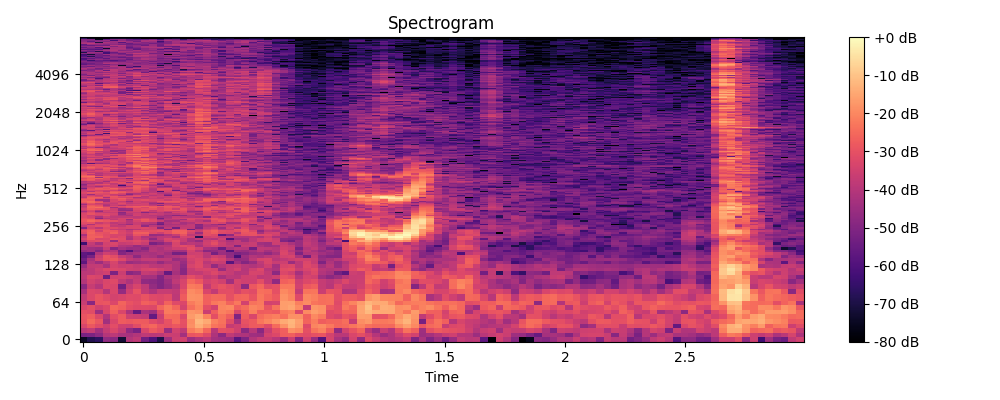 Spectrogram
+0 dB
4096
-10 dB
2048
-20 dB
1024
-30 dB
Hz
512
-40 dB
256
-50 dB
128
-60 dB
64
-70 dB
0
-80 dB
0 0.5 1 1.5 2 2.5
Time